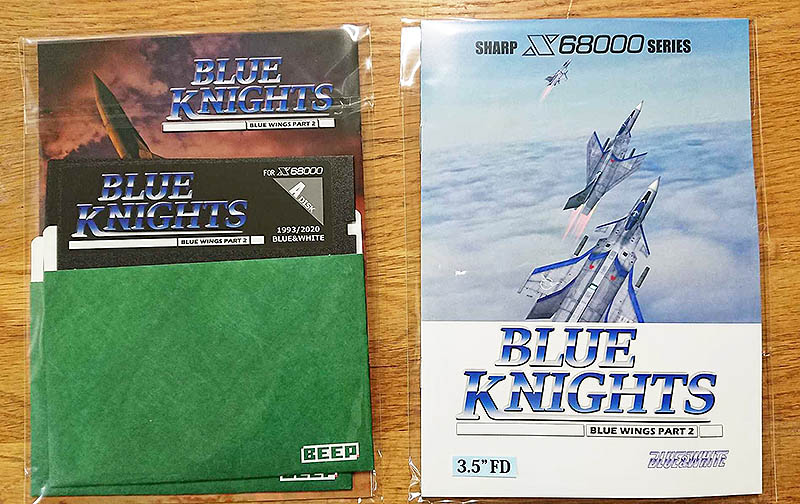 BLUE
KNIGHTS
BLUE WINGS PART 2
BLUE
KNIGHTS
BLUE WINGS PART 2
FOR X68000
A DISK
1993/2020
BLUE&WHITE
BEEP
BEEP
SHARP X68000 SERIES
BLUE
KNIGHTS
BLUE WINGS PART 2
3.5"FD
BLUE&WHITE